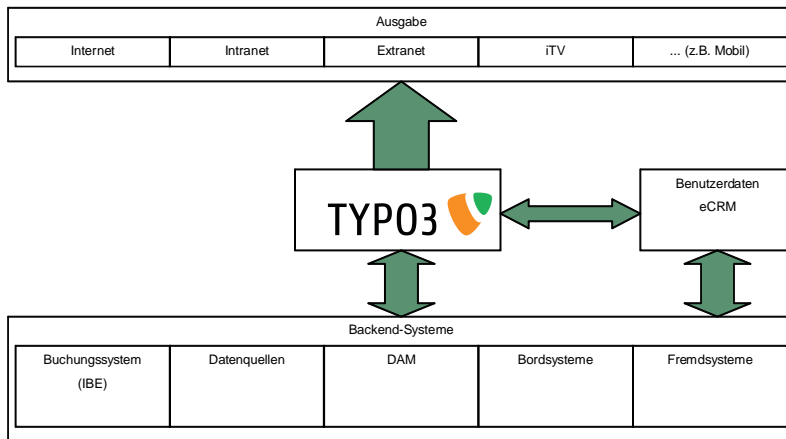 Ausgabe
Internet
Intranet
Extranet
iTV
... (z.B. Mobil)
TYPO3
Benutzerdaten
eCRM
Backend-Systeme
Buchungssystem
(IBE)
Datenquellen
DAM
Bordsysteme
Fremdsysteme